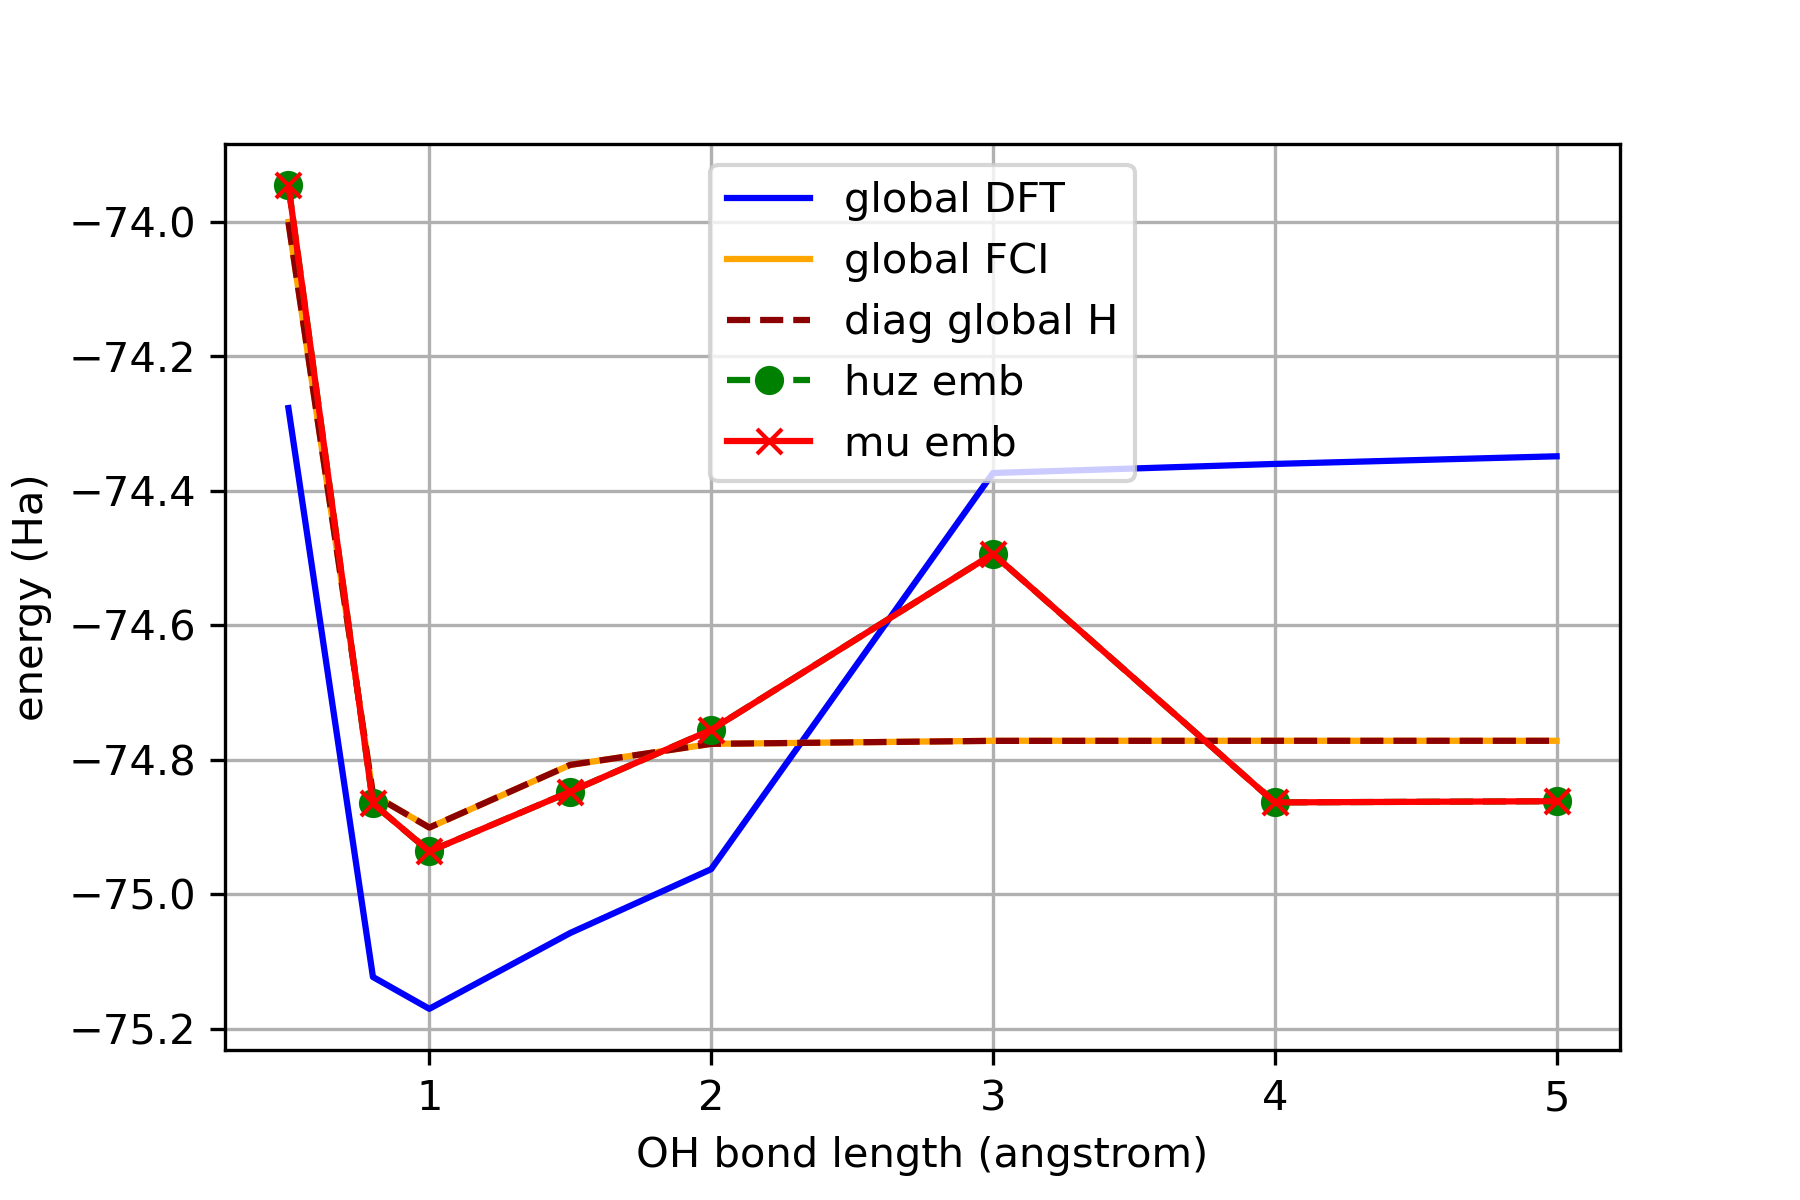 global DFT
global FCI
diag global H
huz emb
mu emb
−74.0
−74.2
−74.4
−74.6
−74.8
−75.0
−75.2
energy (Ha)
1 2 3 4 5
OH bond length (angstrom)